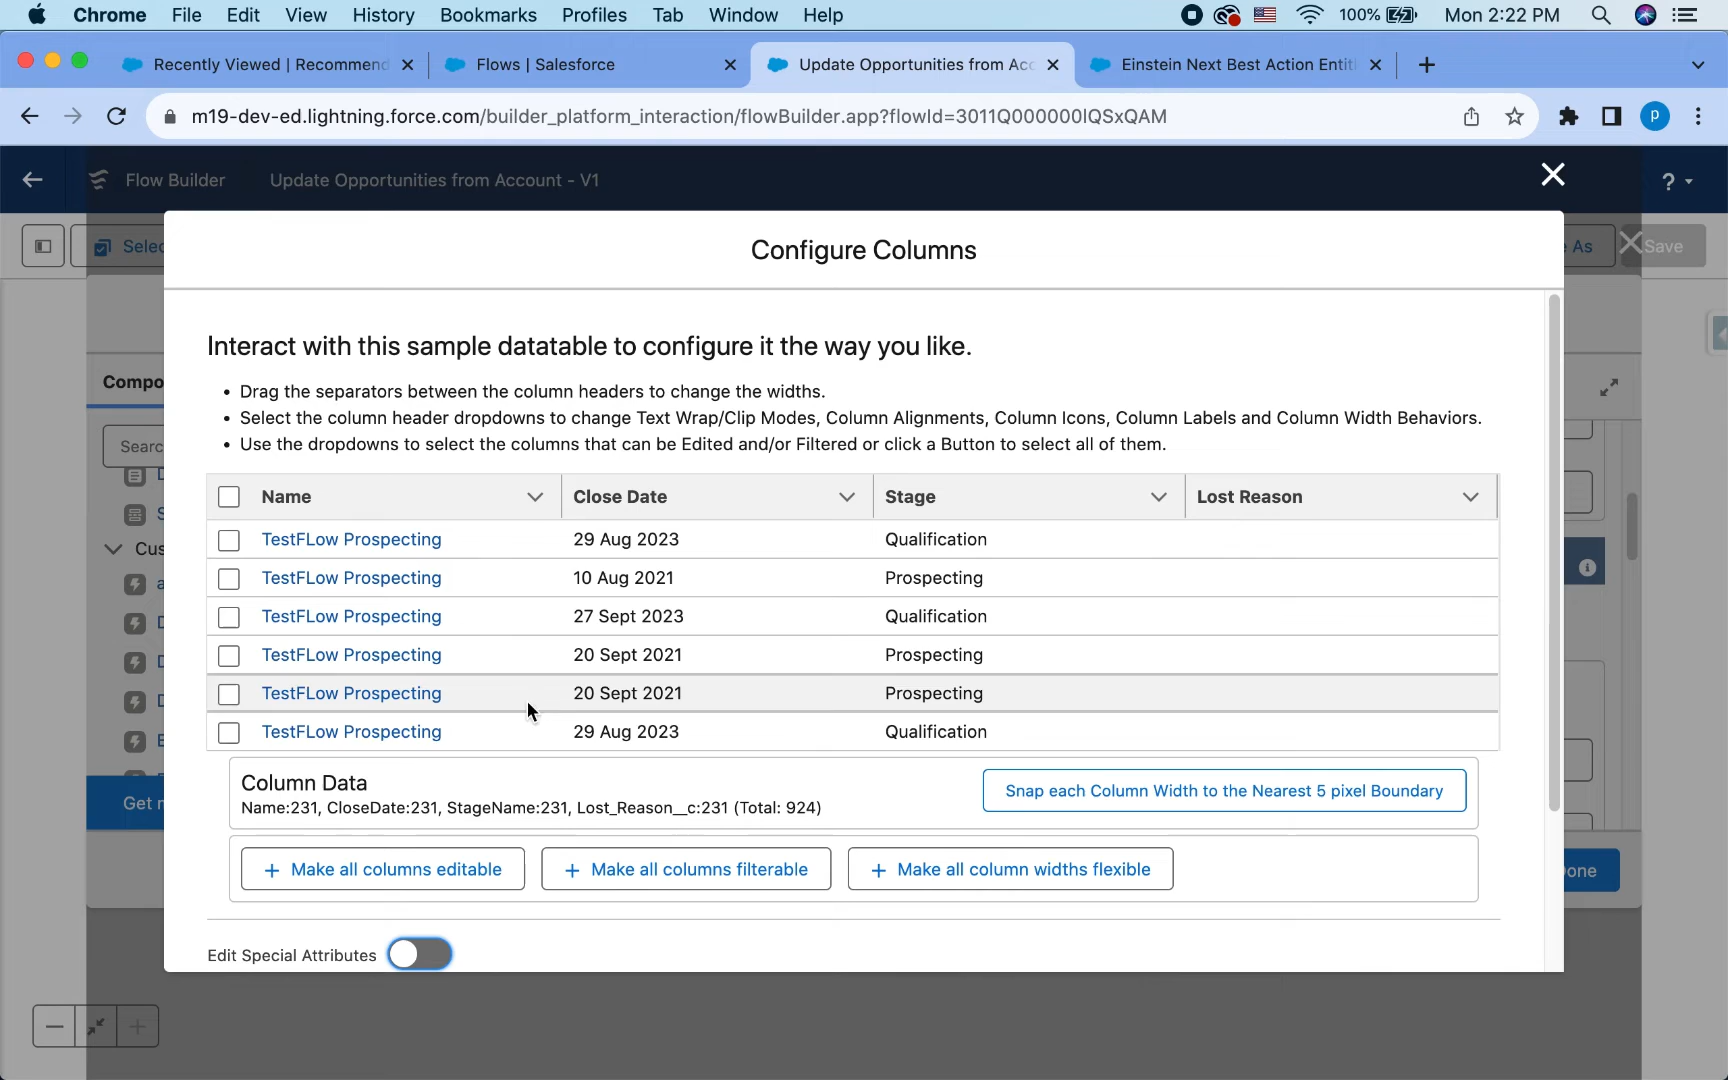 Chrome File Edit View History Bookmarks Profiles Tab Window Help 100% Mon 2:22 PM
Recently Viewed | Recommend Flows | Salesforce Update Opportunities from Acc Einstein Next Best Action Entiti
m19-dev-ed.lightning.force.com/builder_platform_interaction/flowBuilder.app?flowId=3011Q000000IQSxQAM p
Flow Builder Update Opportunities from Account - V1 ?
Selec As Save
Configure Columns
Interact with this sample datatable to configure it the way you like.
Compo
• Drag the separators between the column headers to change the widths.
• Select the column header dropdowns to change Text Wrap/Clip Modes, Column Alignments, Column Icons, Column Labels and Column Width Behaviors.
Searc
• Use the dropdowns to select the columns that can be Edited and/or Filtered or click a Button to select all of them.
Name Close Date Stage Lost Reason
TestFLow Prospecting 29 Aug 2023 Qualification
Cus
TestFLow Prospecting 10 Aug 2021 Prospecting
TestFLow Prospecting 27 Sept 2023 Qualification
TestFLow Prospecting 20 Sept 2021 Prospecting
TestFLow Prospecting 20 Sept 2021 Prospecting
TestFLow Prospecting 29 Aug 2023 Qualification
Column Data
Name:231, CloseDate:231, StageName:231, Lost_Reason__c:231 (Total: 924)
Snap each Column Width to the Nearest 5 pixel Boundary
Get
+ Make all columns editable + Make all columns filterable + Make all column widths flexible
one
Edit Special Attributes